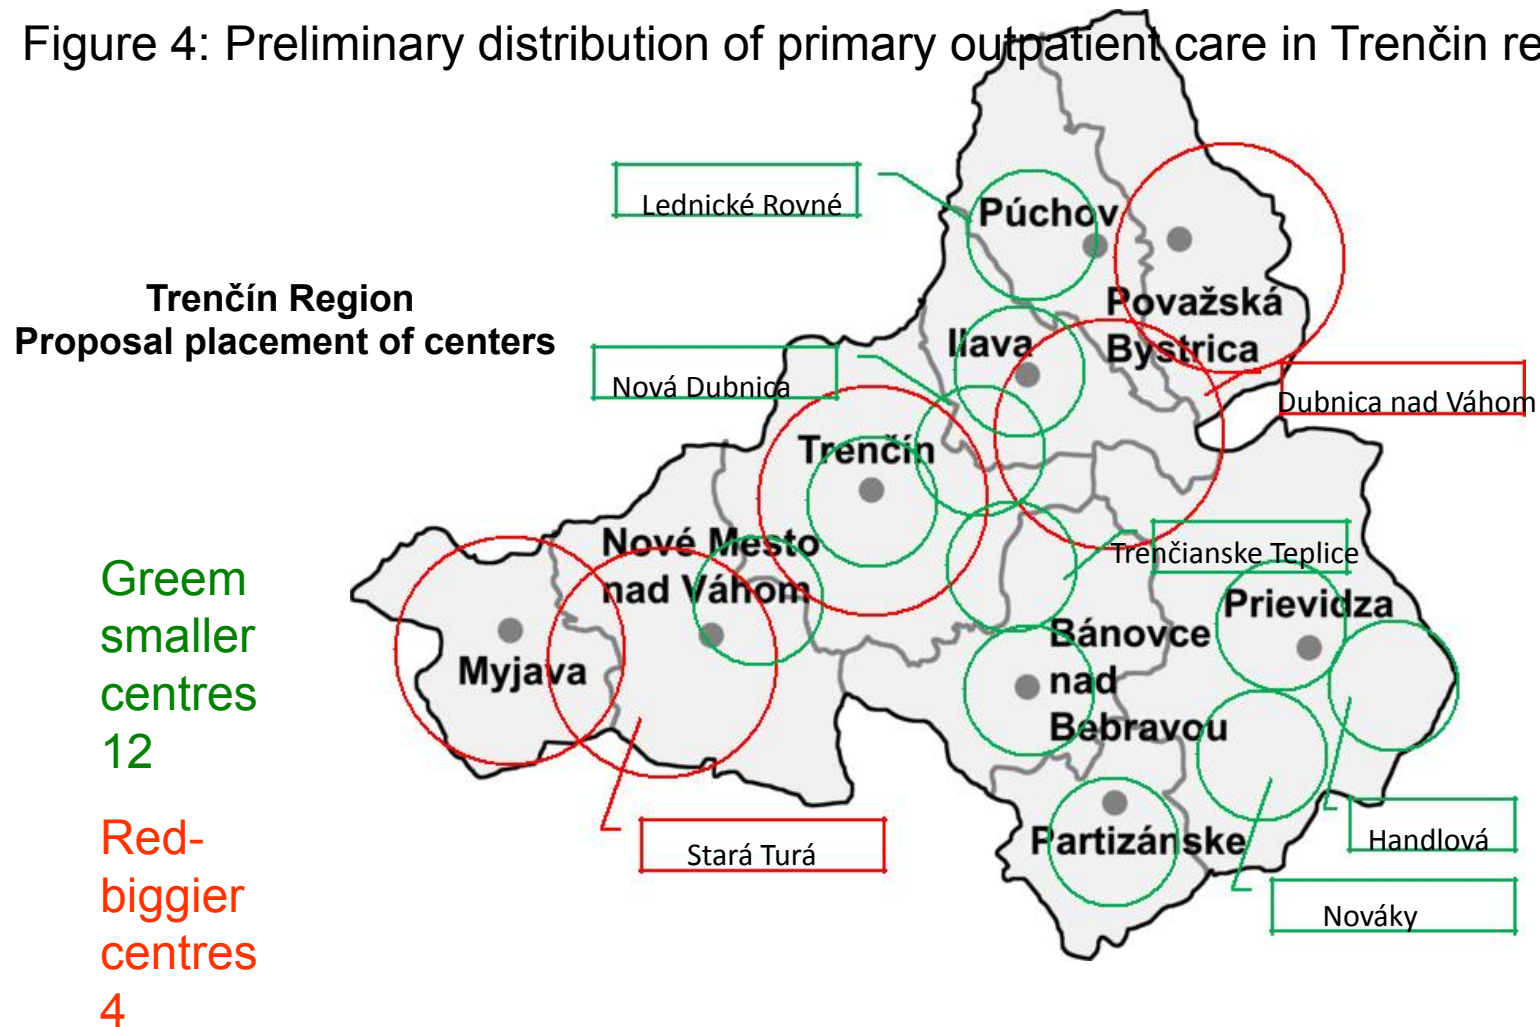 Figure 4: Preliminary distribution of primary outpatient care in Trenčin re
Lednické Rovné
Púchov
Trenčín Region
Proposal placement of centers
Považská
Bystrica
Ilava
Nová Dubnica
Dubnica nad Váhom
Trenčín
Nové Mesto
nad Váhom
Trenčianske Teplice
Greem
smaller
centres
12
Prievidza
Bánovce
nad
Bebravou
Myjava
Red-
biggier
centres
4
Stará Turá
Partizánske
Handlová
Nováky